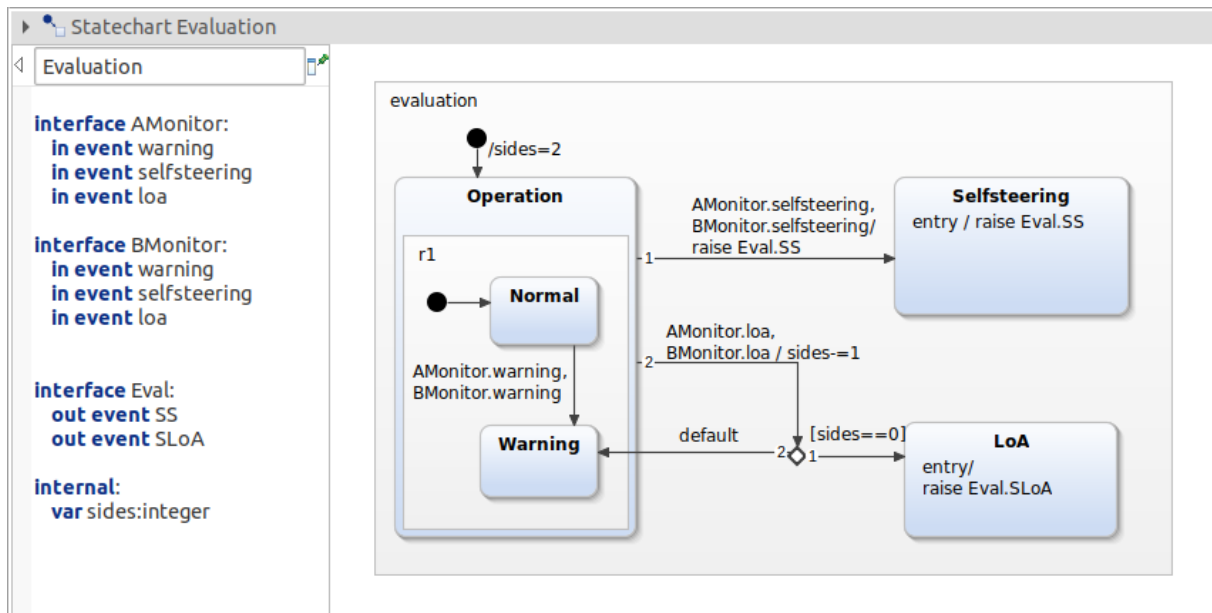 Statechart Evaluation
Evaluation
interface AMonitor:
in event warning
in event selfsteering
in event loa
interface BMonitor:
in event warning
in event selfsteering
in event loa
interface Eval:
out event SS
out event SLoA
internal:
var sides:integer
evaluation
/sides=2
Operation
r1
Normal
AMonitor.warning,
BMonitor.warning
Warning
AMonitor.selfsteering,
BMonitor.selfsteering/
raise Eval.SS
1
Selfsteering
entry / raise Eval.SS
AMonitor.loa,
BMonitor.loa / sides-=1
2
default
2
1
[sides==0]
LoA
entry/
raise Eval.SLoA